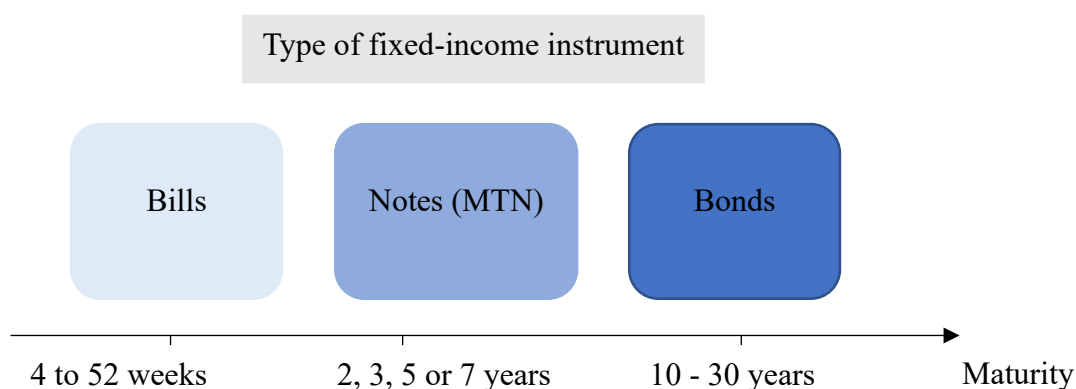 Type of fixed-income instrument
Bills
Notes (MTN)
Bonds
4 to 52 weeks
2, 3, 5 or 7 years
10 - 30 years
Maturity